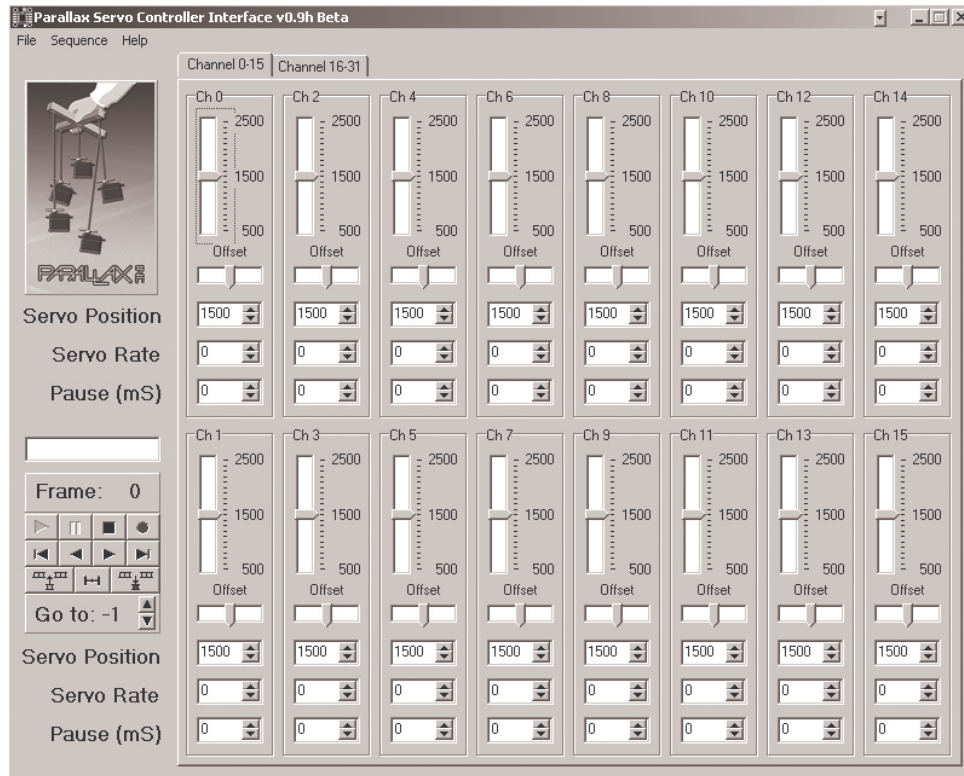 Parallax Servo Controller Interface v0.9h Beta
File Sequence Help
Channel 0-15 Channel 16-31
PARALLAX INC
Ch 0 Ch 2 Ch 4 Ch 6 Ch 8 Ch 10 Ch 12 Ch 14
2500 2500 2500 2500 2500 2500 2500 2500
1500 1500 1500 1500 1500 1500 1500 1500
500 500 500 500 500 500 500 500
Offset Offset Offset Offset Offset Offset Offset Offset
Servo Position 1500 1500 1500 1500 1500 1500 1500 1500
Servo Rate 0 0 0 0 0 0 0 0
Pause (mS) 0 0 0 0 0 0 0 0
Ch 1 Ch 3 Ch 5 Ch 7 Ch 9 Ch 11 Ch 13 Ch 15
2500 2500 2500 2500 2500 2500 2500 2500
Frame: 0
1500 1500 1500 1500 1500 1500 1500 1500
500 500 500 500 500 500 500 500
Offset Offset Offset Offset Offset Offset Offset Offset
Go to: -1
Servo Position 1500 1500 1500 1500 1500 1500 1500 1500
Servo Rate 0 0 0 0 0 0 0 0
Pause (mS) 0 0 0 0 0 0 0 0